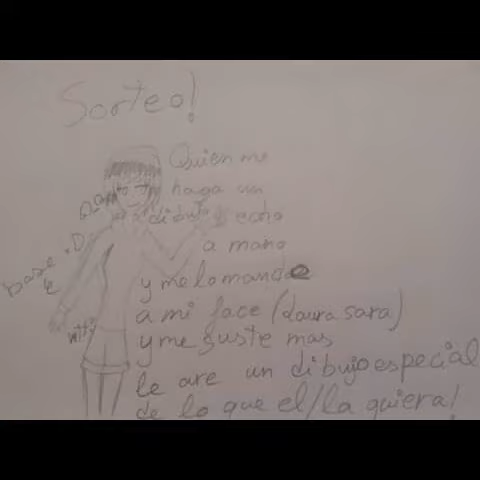 Sorteo!
Quien me
haga un
dibujo echo
a mano
y me lo mande
a mi face (laura sara)
y me guste mas
le are un dibujo especial
de lo que el/la quiera!
base